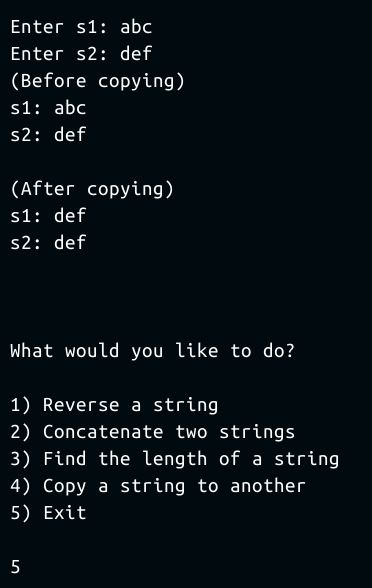 Enter s1: abc
Enter s2: def
(Before copying)
s1: abc
s2: def
(After copying)
s1: def
s2: def
What would you like to do?
1) Reverse a string
2) Concatenate two strings
3) Find the length of a string
4) Copy a string to another
5) Exit
5